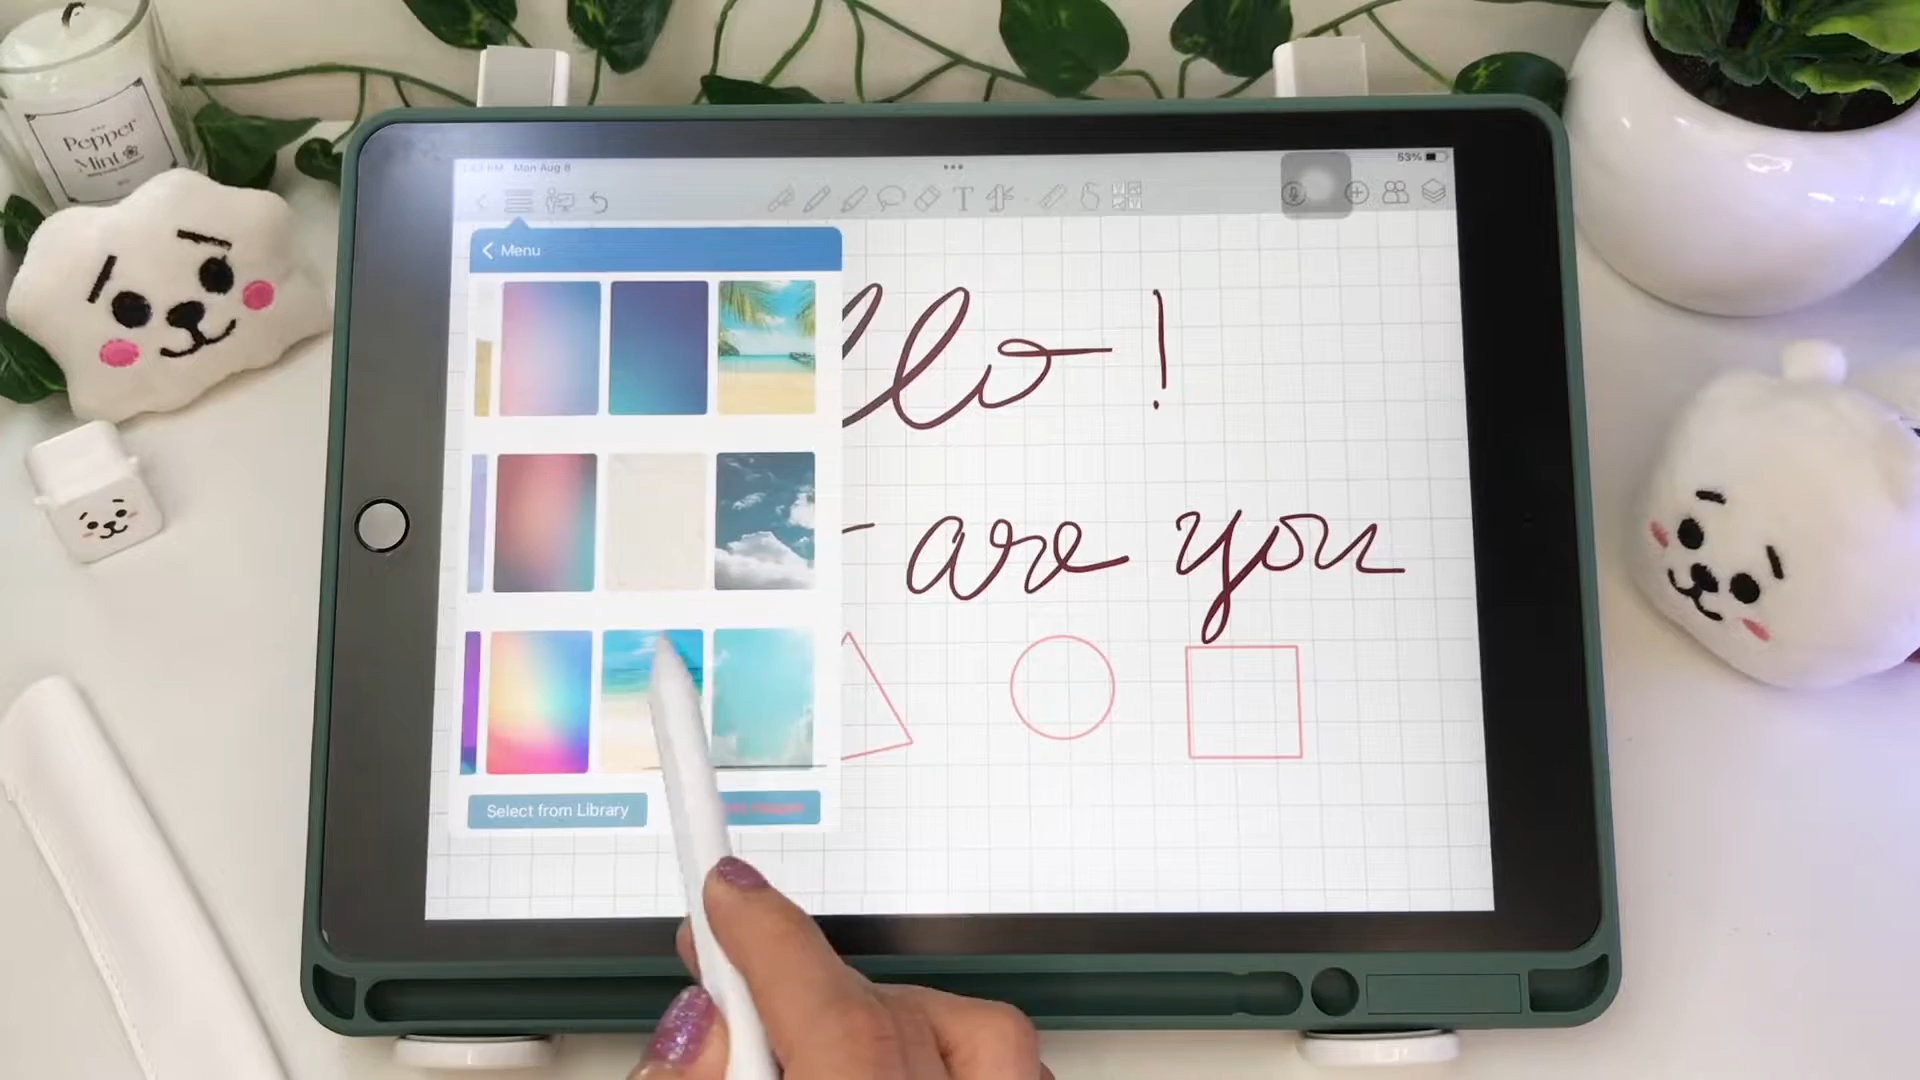 Pepper
Mint
Mon Aug 8
53%
T
Menu
llo!
are you
Select from Library